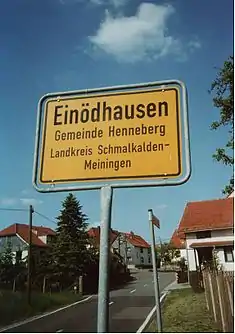 Einödhausen
Gemeinde Henneberg
Landkreis Schmalkalden-
Meiningen